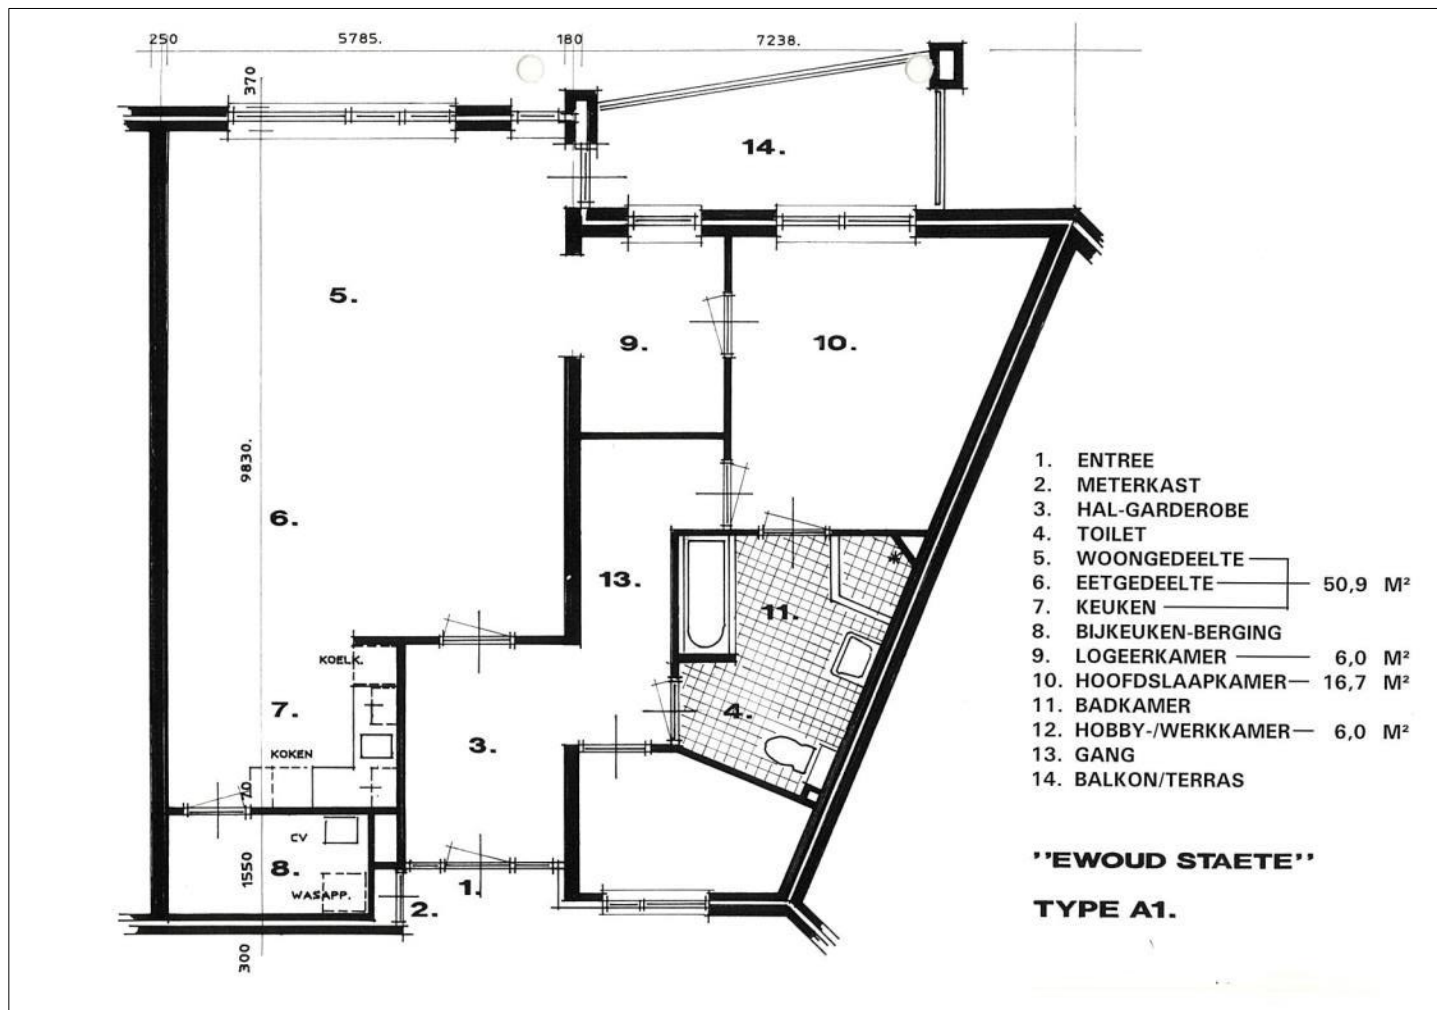 250 5785. 180 7238.
370
14.
5.
9. 10.
9830.
6.
13.
11.
KOELK.
7.
4.
3.
KOKEN
70
CV
1550
8.
WASAPP.
1.
2.
300
1. ENTREE
2. METERKAST
3. HAL-GARDEROBE
4. TOILET
5. WOONGEDEELTE
6. EETGEDEELTE 50,9 M²
7. KEUKEN
8. BIJKEUKEN-BERGING
9. LOGEERKAMER 6,0 M²
10. HOOFDSLAAPKAMER 16,7 M²
11. BADKAMER
12. HOBBY-/WERKKAMER 6,0 M²
13. GANG
14. BALKON/TERRAS
"EWOUD STAETE"
TYPE A1.